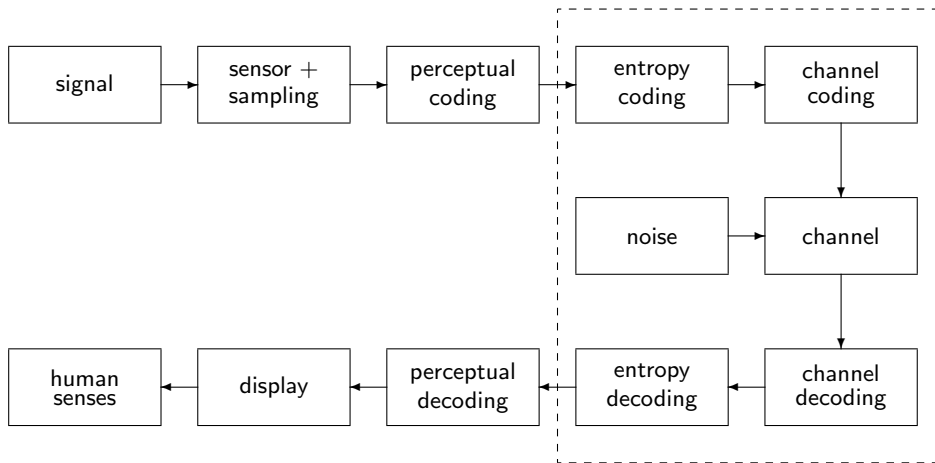 signal
sensor +
sampling
perceptual
coding
entropy
coding
channel
coding
noise
channel
human
senses
display
perceptual
decoding
entropy
decoding
channel
decoding